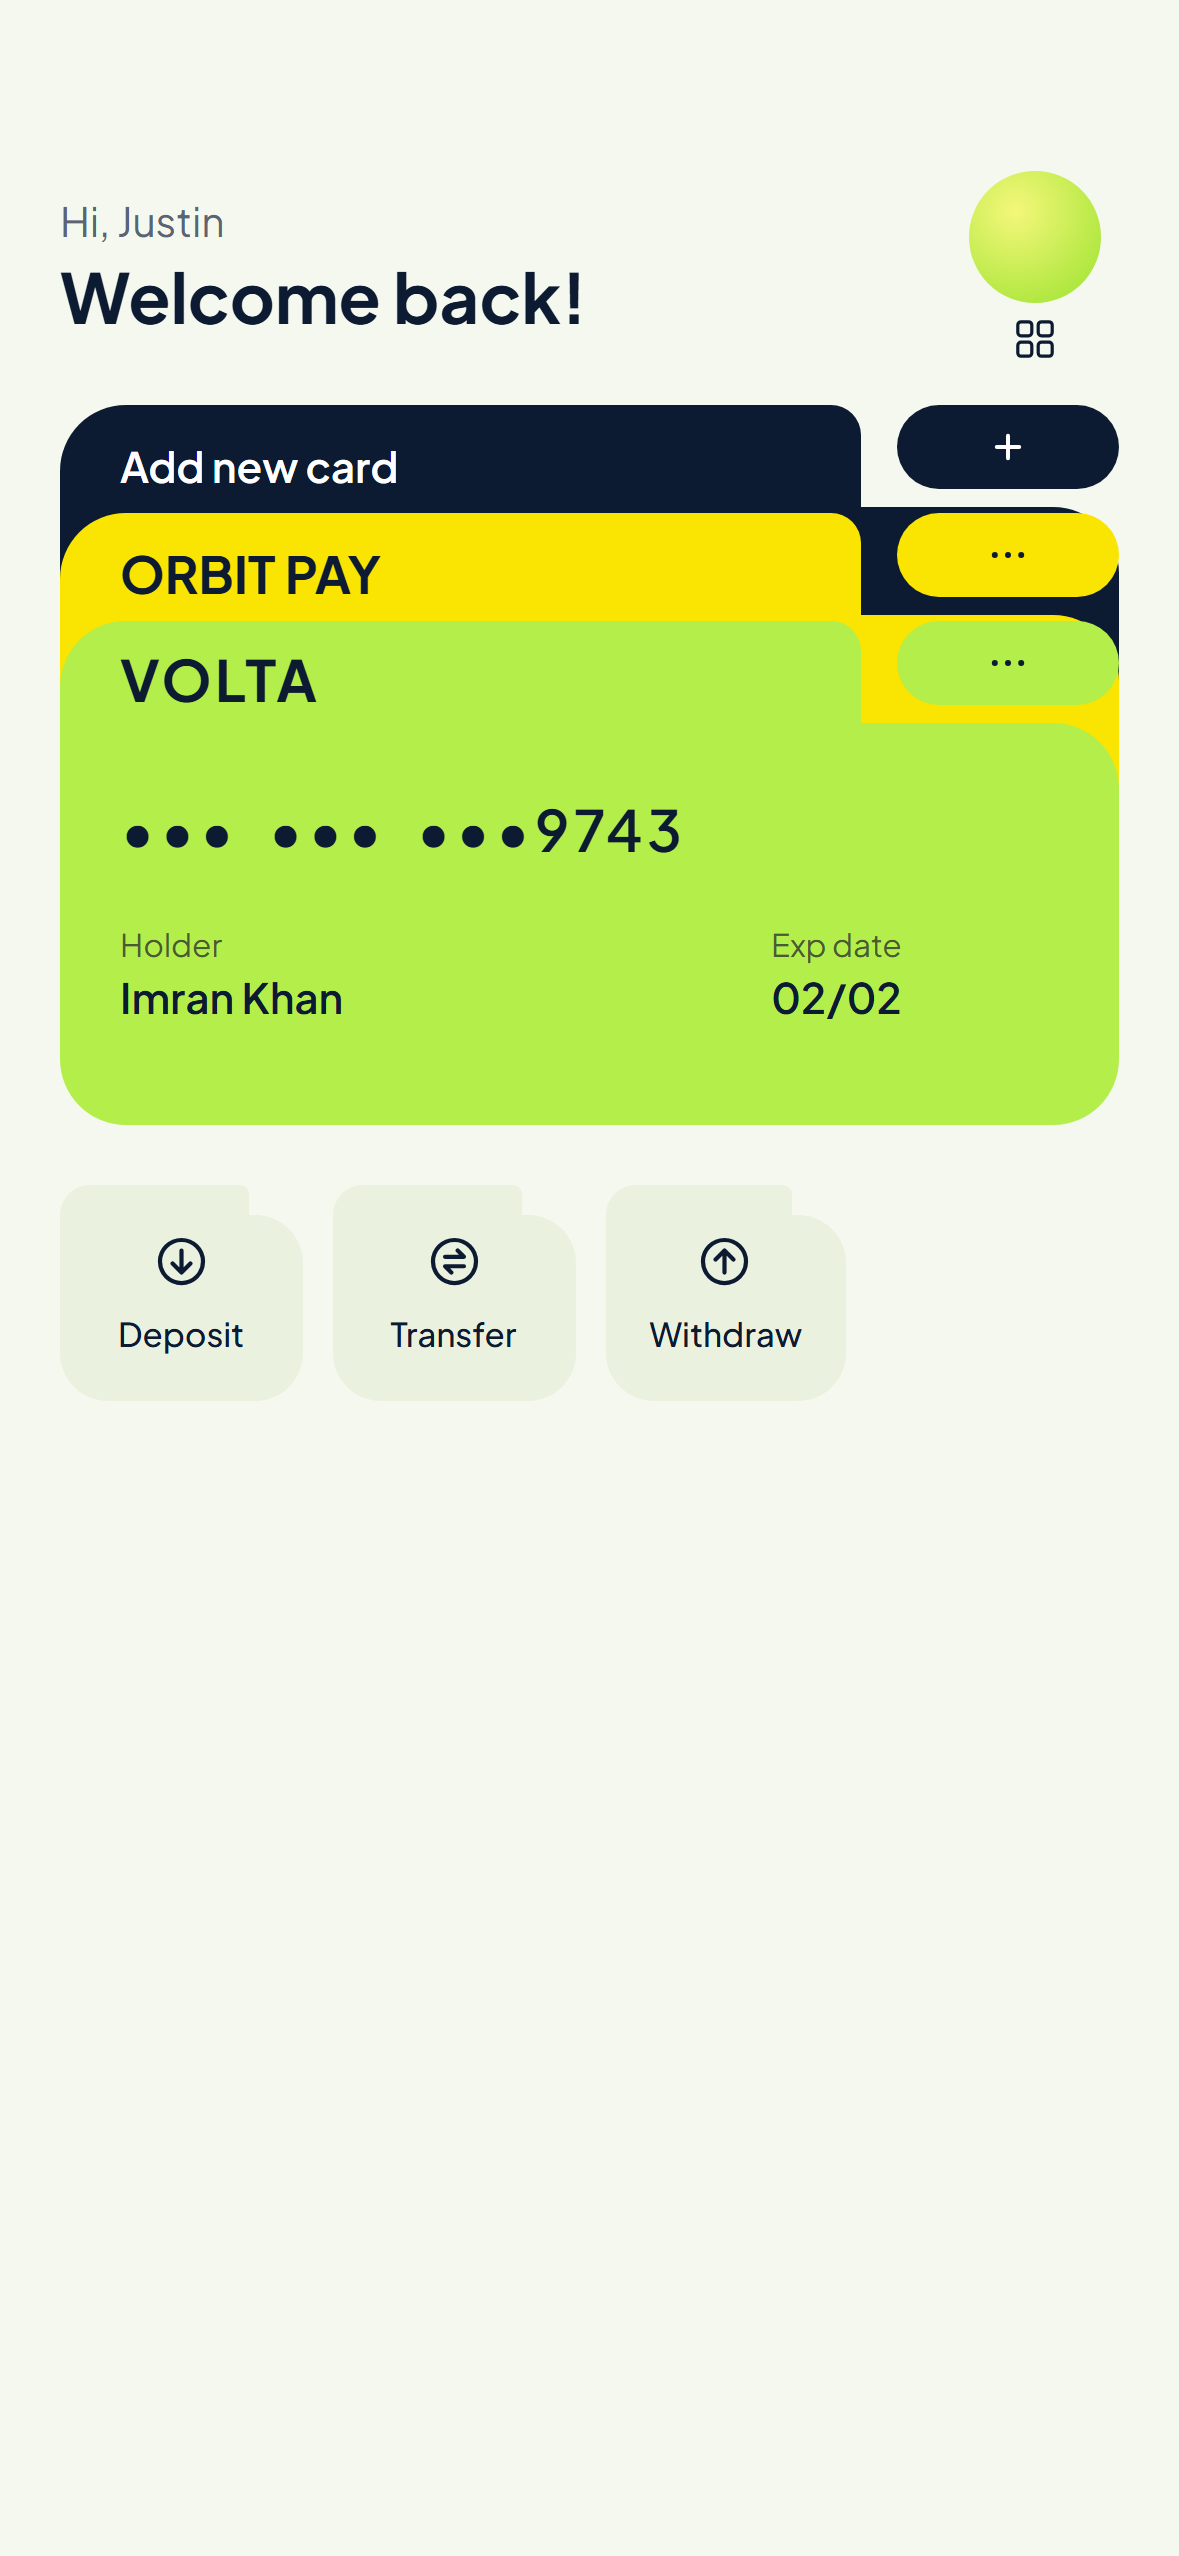 Hi, Justin
Welcome back!
Add new card
ORBIT PAY
VOLTA
●●● ●●● ●●●9743
Holder
Exp date
Imran Khan
02/02
Deposit
Transfer
Withdraw